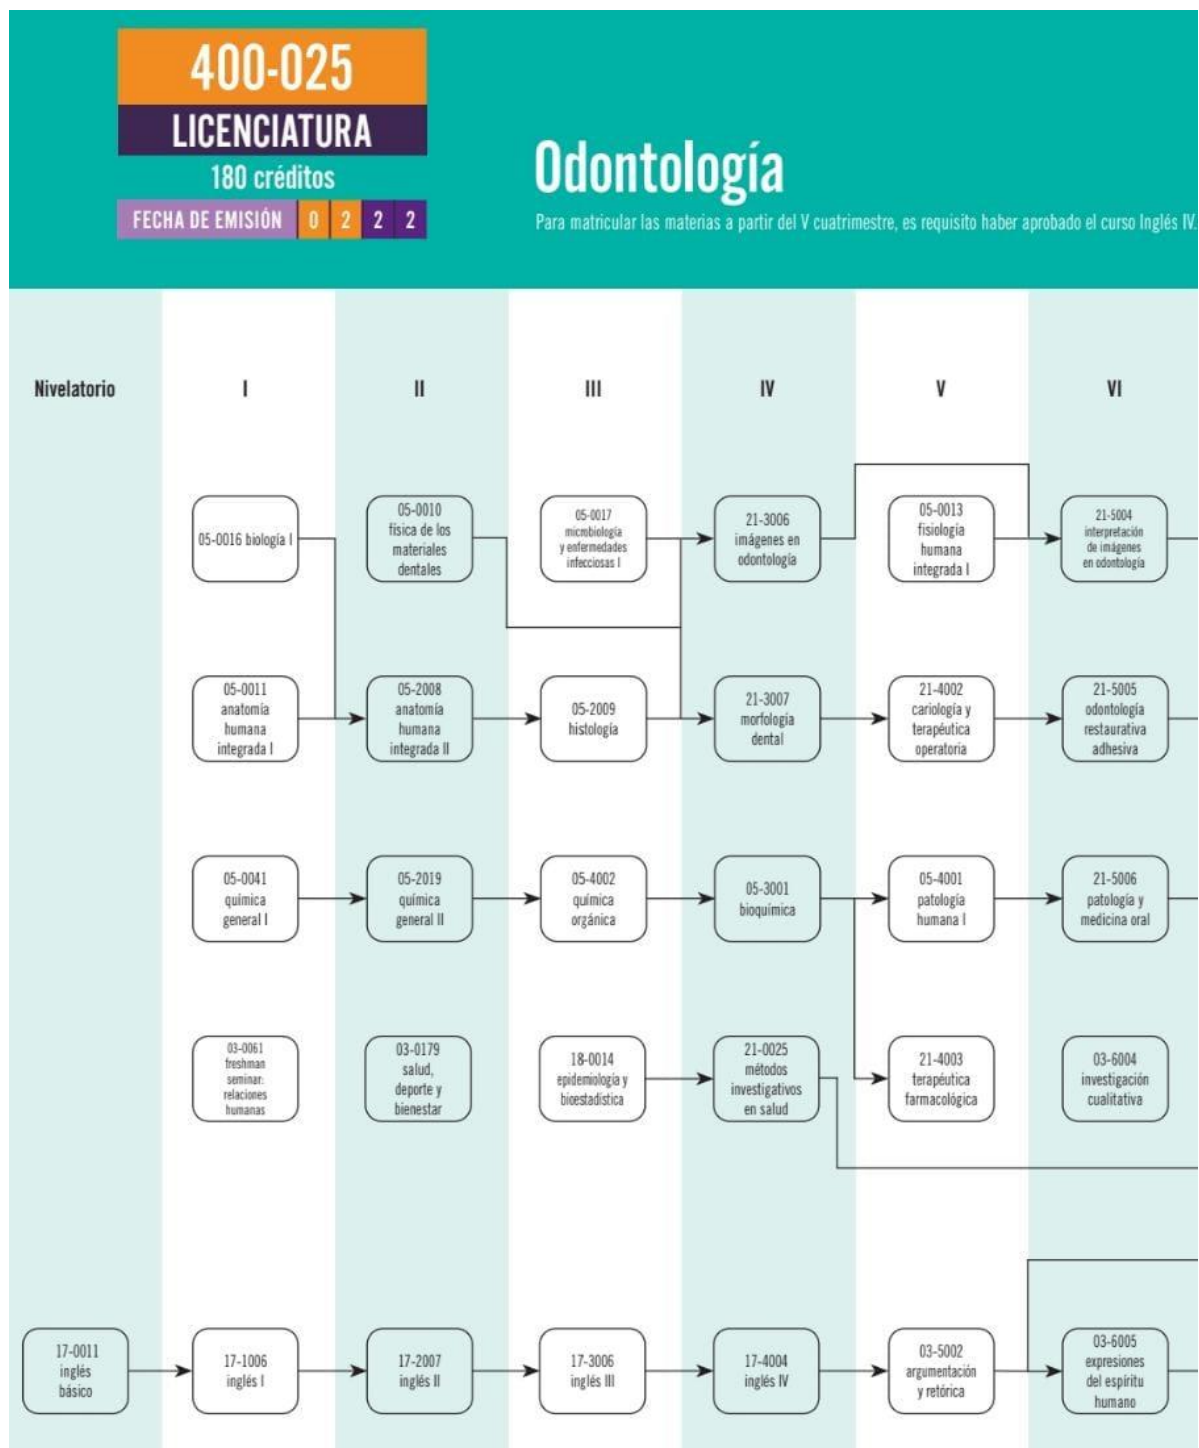 400-025
LICENCIATURA
180 créditos
FECHA DE EMISIÓN 0 2 2 2
Odontología
Para matricular las materias a partir del V cuatrimestre, es requisito haber aprobado el curso Inglés IV.
Nivelatorio
I
II
III
IV
V
VI
05-0016 biología I
05-0010
física de los
materiales
dentales
05-0017
microbiología
y enfermedades
infecciosas I
21-3006
imágenes en
odontología
05-0013
fisiología
humana
integrada I
21-5004
interpretación
de imágenes
en odontología
05-0011
anatomía
humana
integrada I
05-2008
anatomía
humana
integrada II
05-2009
histología
21-3007
morfología
dental
21-4002
cariología y
terapéutica
operatoria
21-5005
odontología
restaurativa
adhesiva
05-0041
química
general I
05-2019
química
general II
05-4002
química
orgánica
05-3001
bioquímica
05-4001
patología
humana I
21-5006
patología y
medicina oral
03-0061
freshman
seminar:
relaciones
humanas
03-0179
salud,
deporte y
bienestar
18-0014
epidemiología y
bioestadística
21-0025
métodos
investigativos
en salud
21-4003
terapéutica
farmacológica
03-6004
investigación
cualitativa
17-0011
inglés
básico
17-1006
inglés I
17-2007
inglés II
17-3006
inglés III
17-4004
inglés IV
03-5002
argumentación
y retórica
03-6005
expresiones
del espíritu
humano